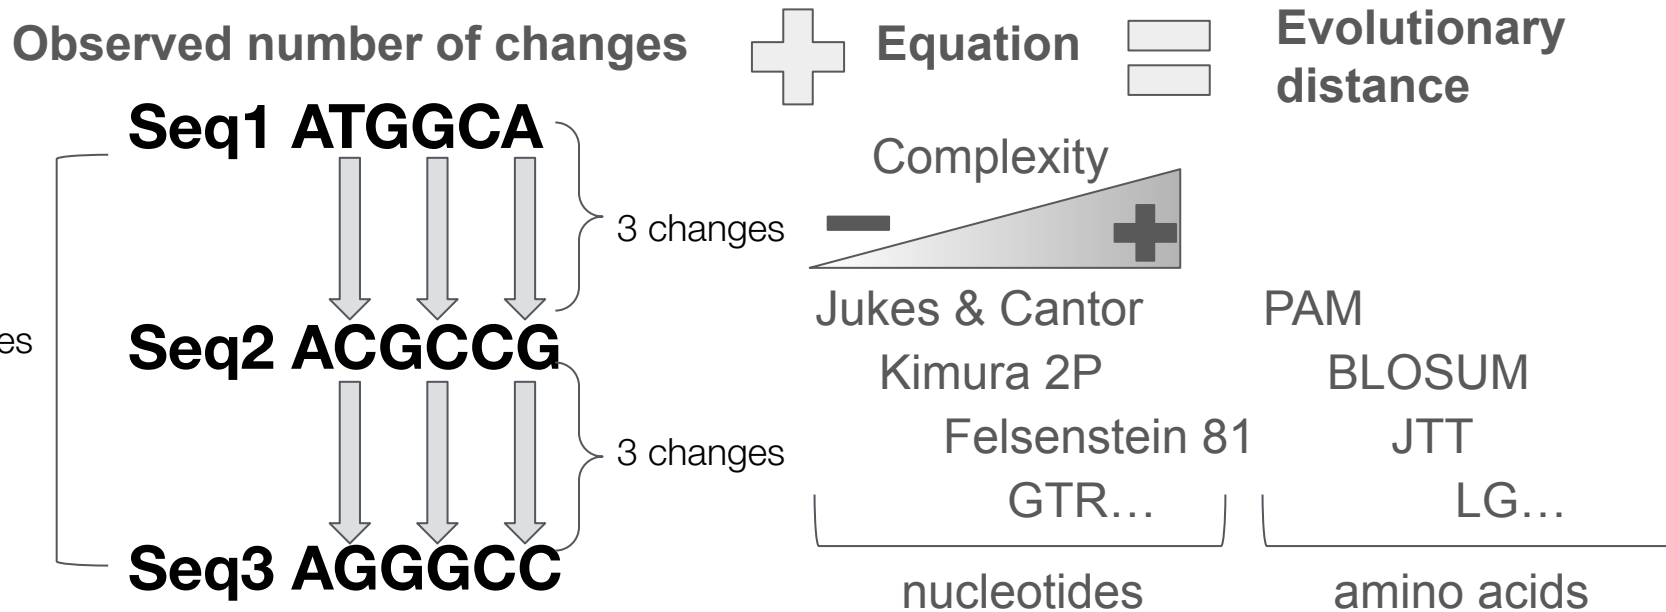 Observed number of changes
Equation
Evolutionary
distance
Seq1 ATGGCA
Complexity
3 changes
Jukes & Cantor
PAM
es
Seq2 ACGCCG
Kimura 2P
BLOSUM
Felsenstein 81
JTT
3 changes
GTR...
LG...
Seq3 AGGGCC
nucleotides
amino acids